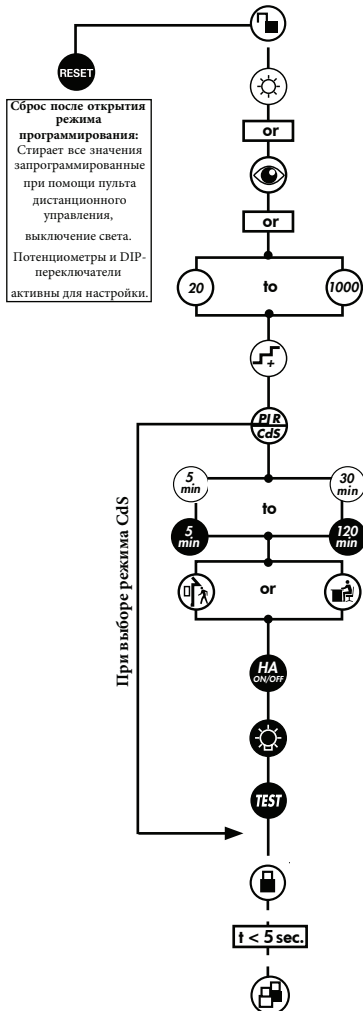 RESET
Сброс после открытия
режима
программирования:
Стирает все значения
запрограммированные
при помощи пульта
дистанционного
управления,
выключение света.
Потенциометры и DIP-
переключатели
активны для настройки.
or
or
20 to 1000
+
PIR
CdS
При выборе режима CdS
5 min
30 min
to
5 min
120 min
or
HA
ON/OFF
TEST
t < 5 sec.